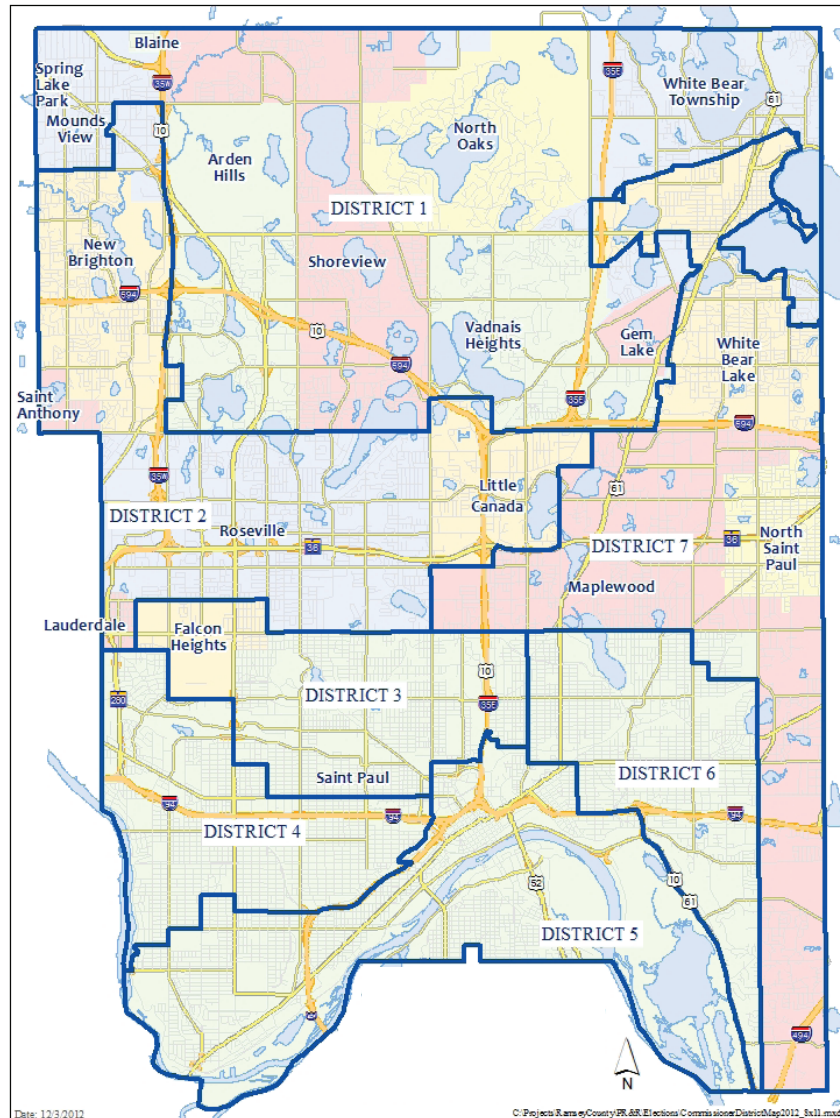 Blaine
Spring
Lake
Park
35W
35E
White Bear
Township
61
Mounds
View
10
North
Oaks
Arden
Hills
DISTRICT 1
New
Brighton
Shoreview
694
10
Vadnais
Heights
Gem
Lake
White
Bear
Lake
694
35E
Saint
Anthony
694
35W
Little
Canada
61
DISTRICT 2
Roseville
36
DISTRICT 7
36
North
Saint
Paul
Maplewood
Lauderdale
Falcon
Heights
10
280
DISTRICT 3
35E
Saint Paul
DISTRICT 6
94
DISTRICT 4
94
94
52
10
61
DISTRICT 5
494
N
Date: 12/3/2012